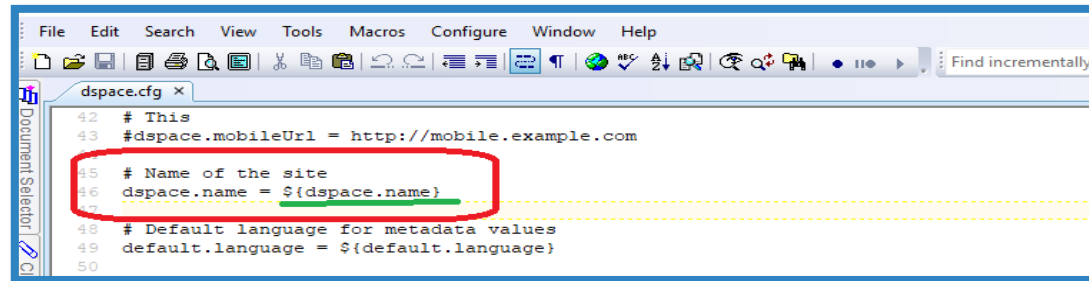 File Edit Search View Tools Macros Configure Window Help
Find incrementally
dspace.cfg ×
Document Selector
42 # This
43 #dspace.mobileUrl = http://mobile.example.com
45 # Name of the site
46 dspace.name = ${dspace.name}
47
48 # Default language for metadata values
49 default.language = ${default.language}
50